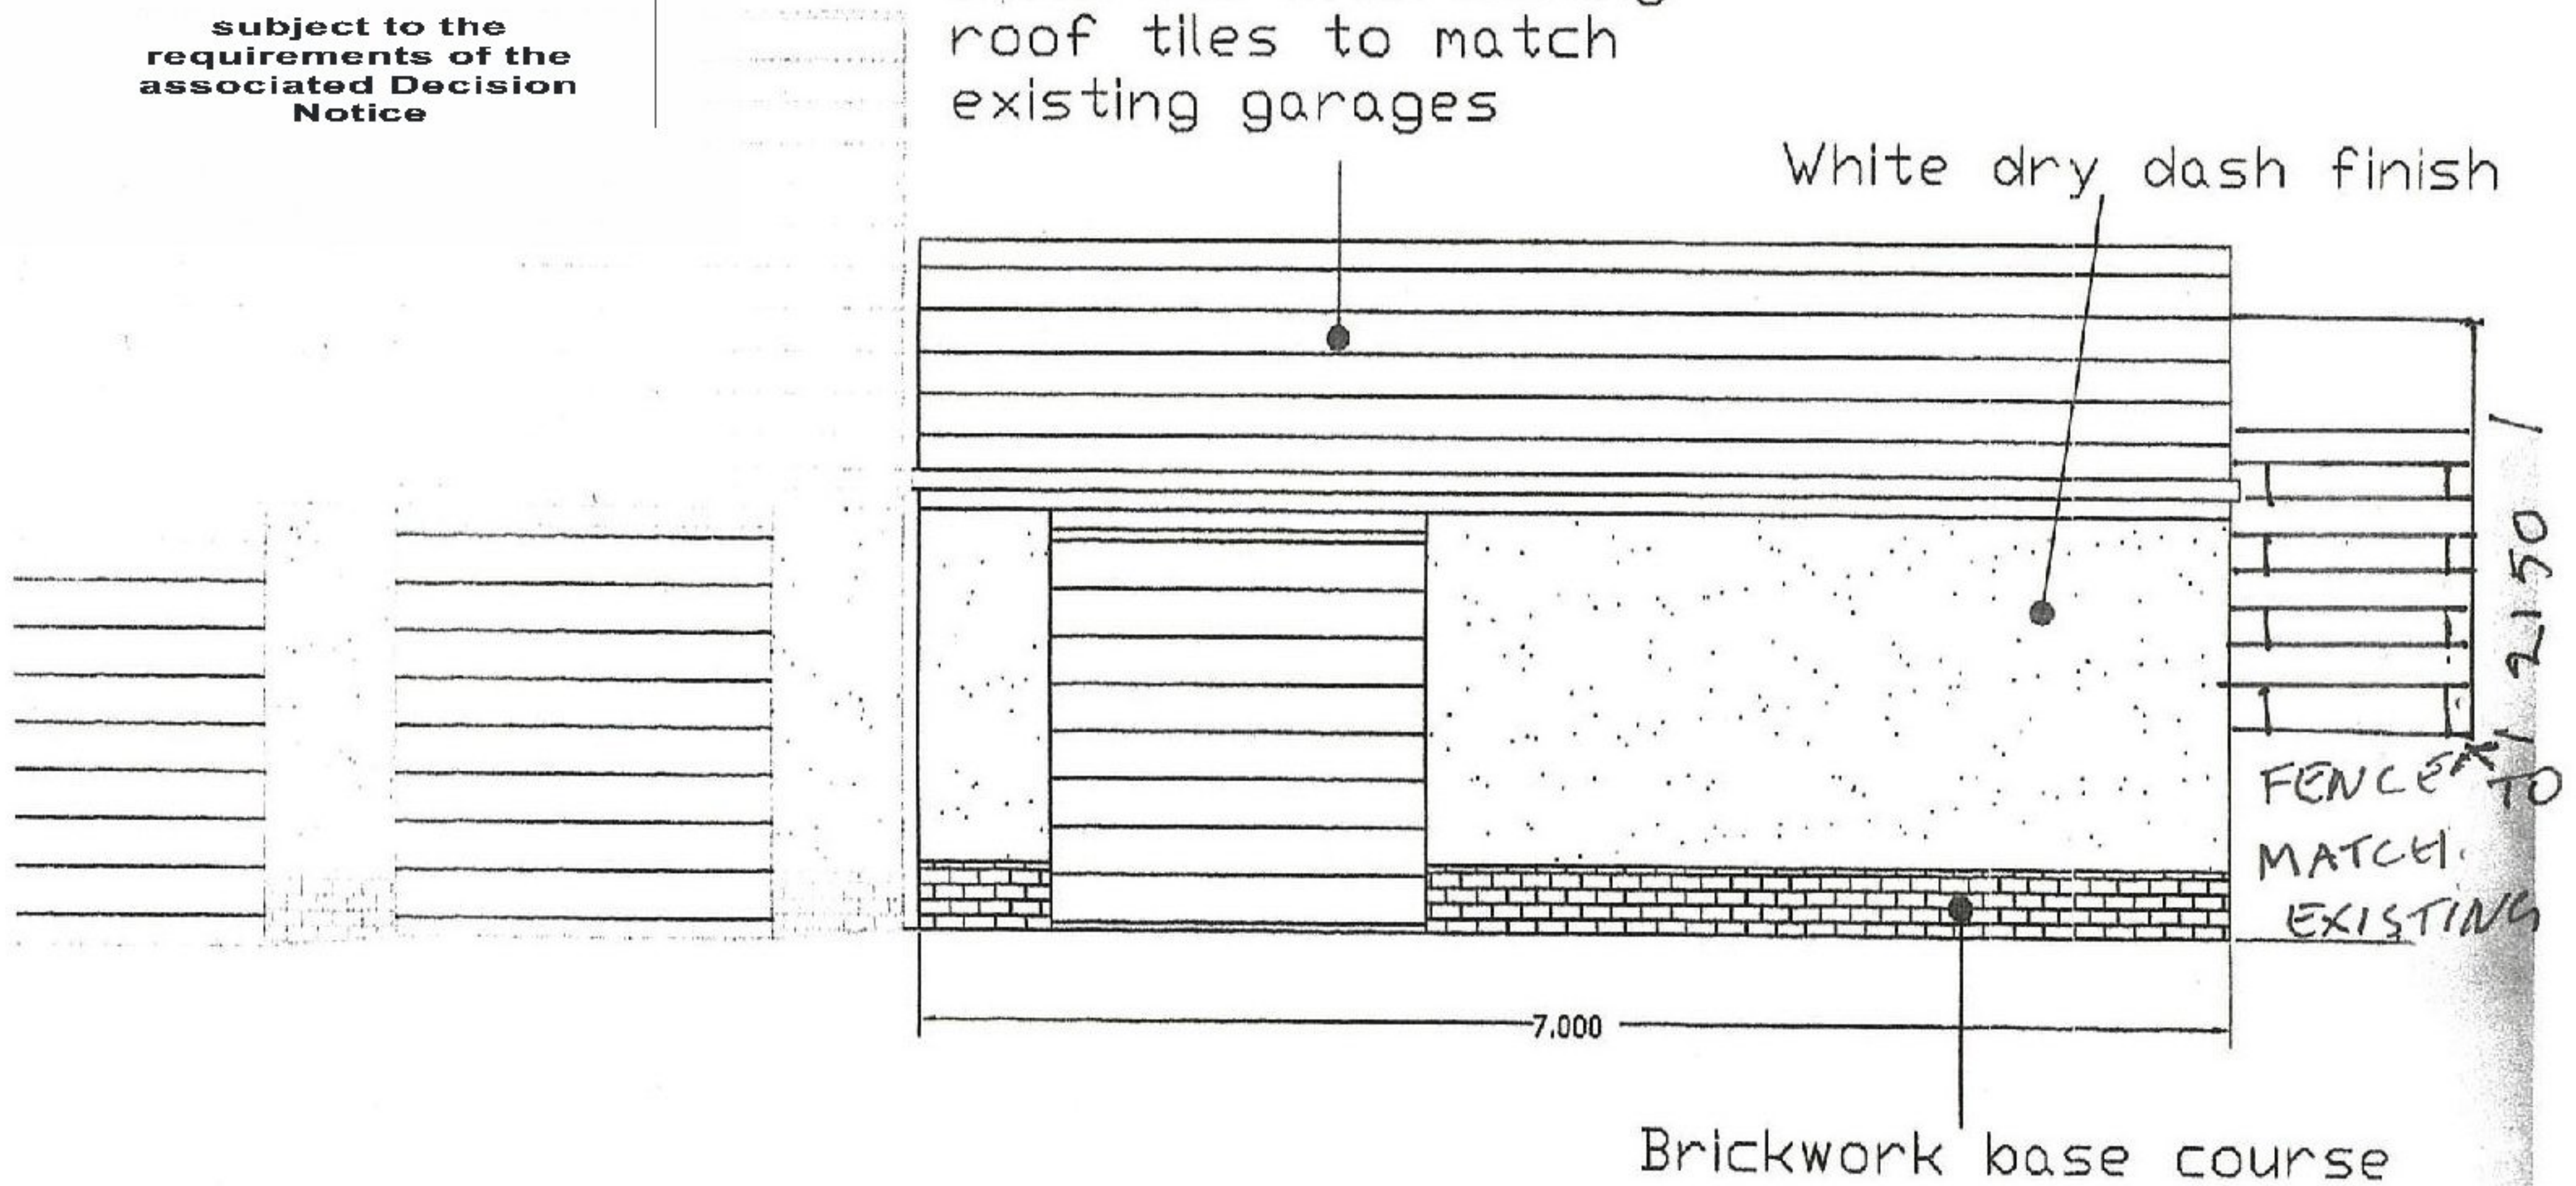 subject to the
requirements of the
associated Decision
Notice
roof tiles to match
existing garages
White dry dash finish
2150
FENCE TO
MATCH.
EXISTING
7.000
Brickwork base course